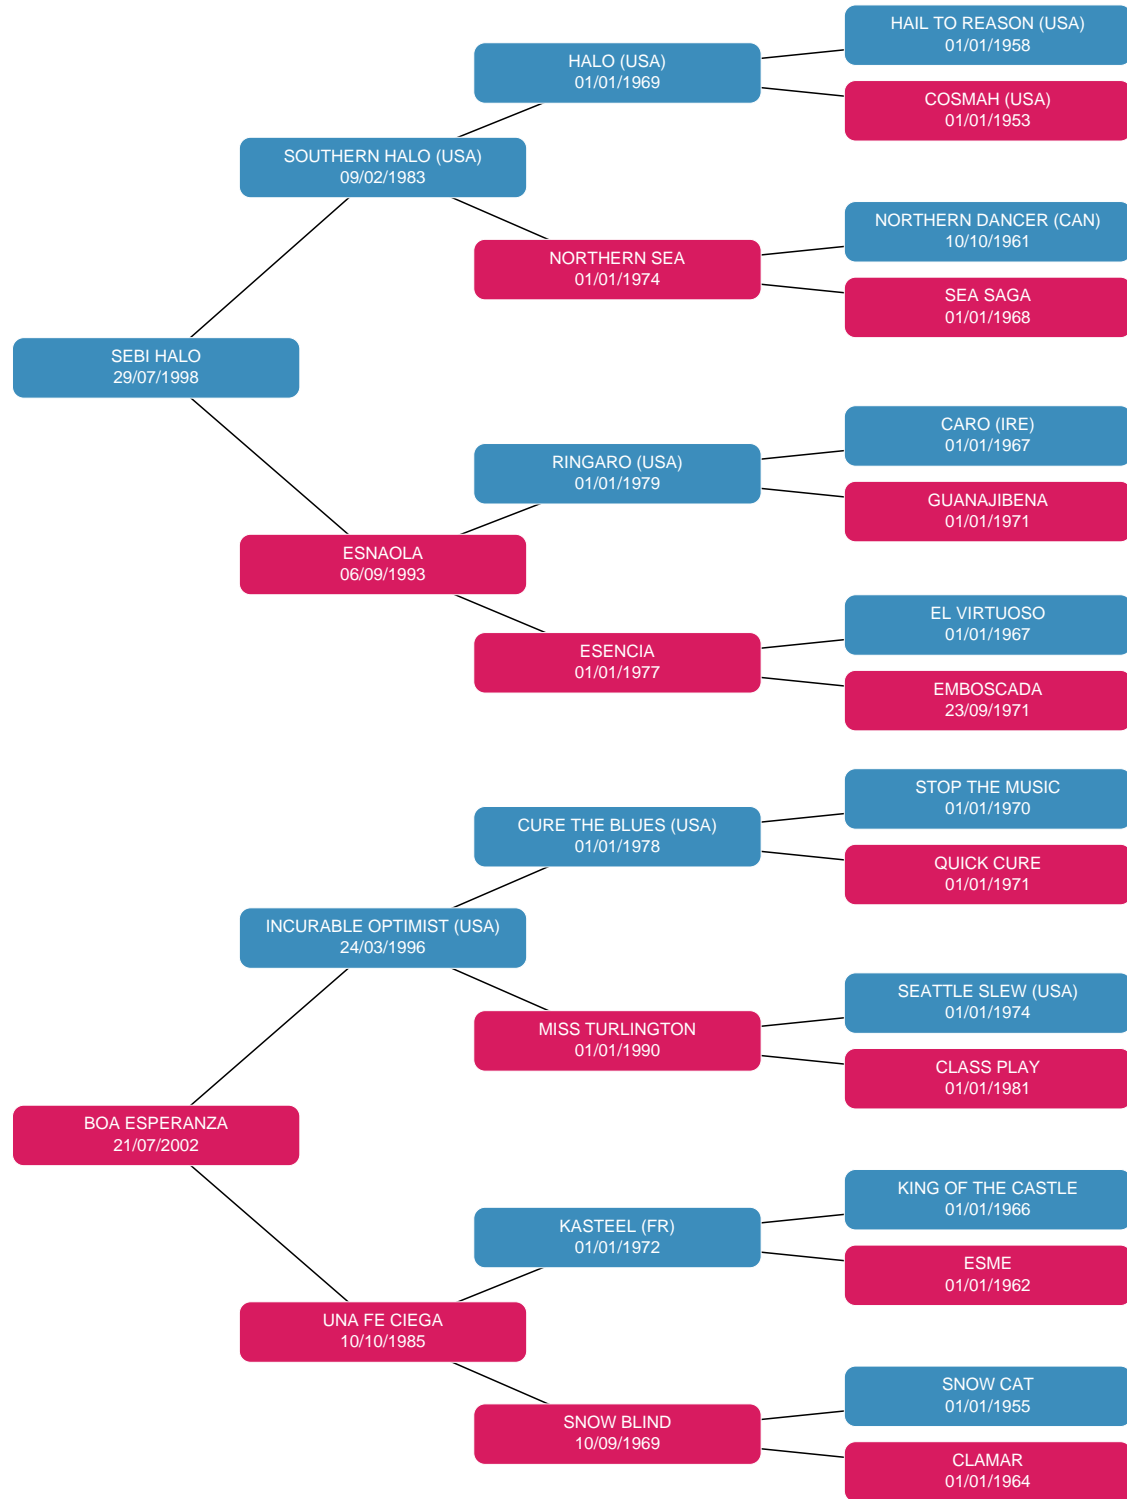 HAIL TO REASON (USA)
01/01/1958
HALO (USA)
01/01/1969
COSMAH (USA)
01/01/1953
SOUTHERN HALO (USA)
09/02/1983
NORTHERN DANCER (CAN)
10/10/1961
NORTHERN SEA
01/01/1974
SEA SAGA
01/01/1968
SEBI HALO
29/07/1998
CARO (IRE)
01/01/1967
RINGARO (USA)
01/01/1979
GUANAJIBENA
01/01/1971
ESNAOLA
06/09/1993
EL VIRTUOSO
01/01/1967
ESENCIA
01/01/1977
EMBOSCADA
23/09/1971
STOP THE MUSIC
01/01/1970
CURE THE BLUES (USA)
01/01/1978
QUICK CURE
01/01/1971
INCURABLE OPTIMIST (USA)
24/03/1996
SEATTLE SLEW (USA)
01/01/1974
MISS TURLINGTON
01/01/1990
CLASS PLAY
01/01/1981
BOA ESPERANZA
21/07/2002
KING OF THE CASTLE
01/01/1966
KASTEEL (FR)
01/01/1972
ESME
01/01/1962
UNA FE CIEGA
10/10/1985
SNOW CAT
01/01/1955
SNOW BLIND
10/09/1969
CLAMAR
01/01/1964